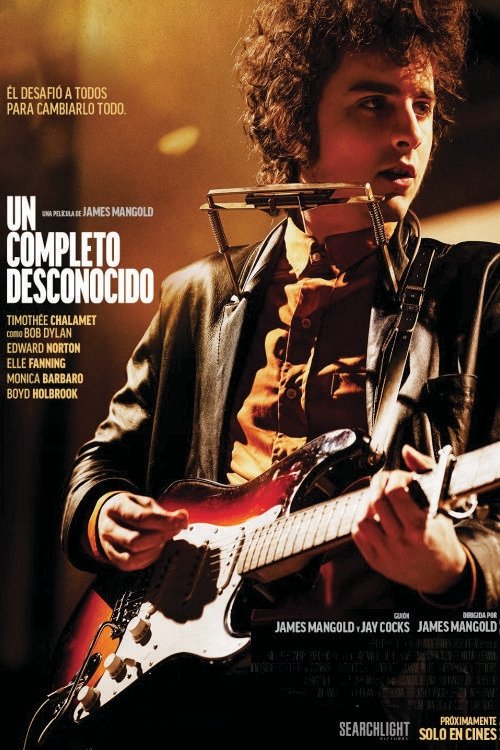 ÉL DESAFIÓ A TODOS
PARA CAMBIARLO TODO.
UN
UNA PELÍCULA DE JAMES MANGOLD
COMPLETO
DESCONOCIDO
TIMOTHÉE CHALAMET
como BOB DYLAN
EDWARD NORTON
ELLE FANNING
MONICA BARBARO
BOYD HOLBROOK
GUIÓN
JAMES MANGOLD Y JAY COCKS
DIRIGIDA POR
JAMES MANGOLD
SEARCHLIGHT
PICTURES
PRÓXIMAMENTE
SOLO EN CINES